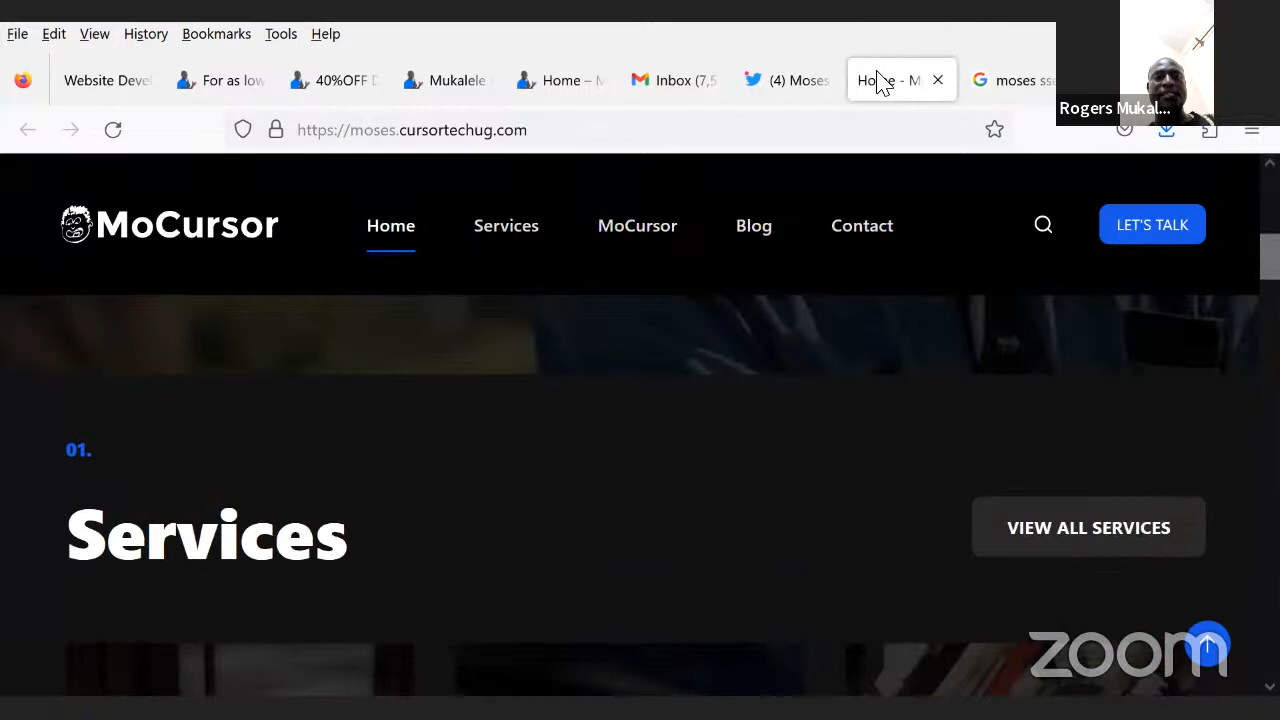 File Edit View History Bookmarks Tools Help
Website Deve For as low 40%OFF D Mukalele Home – M Inbox (7,5 (4) Moses Home - M moses sse
Rogers Mukal...
https://moses.cursortechug.com
MoCursor Home Services MoCursor Blog Contact LET'S TALK
01.
Services
VIEW ALL SERVICES
zoom